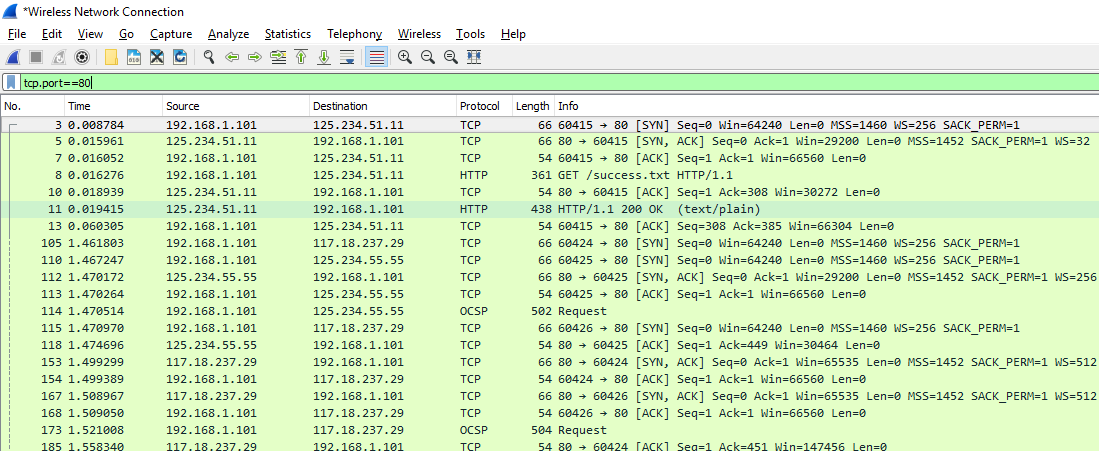 *Wireless Network Connection
File Edit View Go Capture Analyze Statistics Telephony Wireless Tools Help
tcp.port==80
No. Time Source Destination Protocol Length Info
3 0.008784 192.168.1.101 125.234.51.11 TCP 66 60415 → 80 [SYN] Seq=0 Win=64240 Len=0 MSS=1460 WS=256 SACK_PERM=1
5 0.015961 125.234.51.11 192.168.1.101 TCP 66 80 → 60415 [SYN, ACK] Seq=0 Ack=1 Win=29200 Len=0 MSS=1452 SACK_PERM=1 WS=32
7 0.016052 192.168.1.101 125.234.51.11 TCP 54 60415 → 80 [ACK] Seq=1 Ack=1 Win=66560 Len=0
8 0.016276 192.168.1.101 125.234.51.11 HTTP 361 GET /success.txt HTTP/1.1
10 0.018939 125.234.51.11 192.168.1.101 TCP 54 80 → 60415 [ACK] Seq=1 Ack=308 Win=30272 Len=0
11 0.019415 125.234.51.11 192.168.1.101 HTTP 438 HTTP/1.1 200 OK (text/plain)
13 0.060305 192.168.1.101 125.234.51.11 TCP 54 60415 → 80 [ACK] Seq=308 Ack=385 Win=66304 Len=0
105 1.461803 192.168.1.101 117.18.237.29 TCP 66 60424 → 80 [SYN] Seq=0 Win=64240 Len=0 MSS=1460 WS=256 SACK_PERM=1
110 1.467247 192.168.1.101 125.234.55.55 TCP 66 60425 → 80 [SYN] Seq=0 Win=64240 Len=0 MSS=1460 WS=256 SACK_PERM=1
112 1.470172 125.234.55.55 192.168.1.101 TCP 66 80 → 60425 [SYN, ACK] Seq=0 Ack=1 Win=29200 Len=0 MSS=1452 SACK_PERM=1 WS=256
113 1.470264 192.168.1.101 125.234.55.55 TCP 54 60425 → 80 [ACK] Seq=1 Ack=1 Win=66560 Len=0
114 1.470514 192.168.1.101 125.234.55.55 OCSP 502 Request
115 1.470970 192.168.1.101 117.18.237.29 TCP 66 60426 → 80 [SYN] Seq=0 Win=64240 Len=0 MSS=1460 WS=256 SACK_PERM=1
118 1.474696 125.234.55.55 192.168.1.101 TCP 54 80 → 60425 [ACK] Seq=1 Ack=449 Win=30464 Len=0
153 1.499299 117.18.237.29 192.168.1.101 TCP 66 80 → 60424 [SYN, ACK] Seq=0 Ack=1 Win=65535 Len=0 MSS=1452 SACK_PERM=1 WS=512
154 1.499389 192.168.1.101 117.18.237.29 TCP 54 60424 → 80 [ACK] Seq=1 Ack=1 Win=66560 Len=0
167 1.508967 117.18.237.29 192.168.1.101 TCP 66 80 → 60426 [SYN, ACK] Seq=0 Ack=1 Win=65535 Len=0 MSS=1452 SACK_PERM=1 WS=512
168 1.509050 192.168.1.101 117.18.237.29 TCP 54 60426 → 80 [ACK] Seq=1 Ack=1 Win=66560 Len=0
173 1.521008 192.168.1.101 117.18.237.29 OCSP 504 Request
185 1.558340 117.18.237.29 192.168.1.101 TCP 54 80 → 60424 [ACK] Seq=1 Ack=451 Win=147456 Len=0